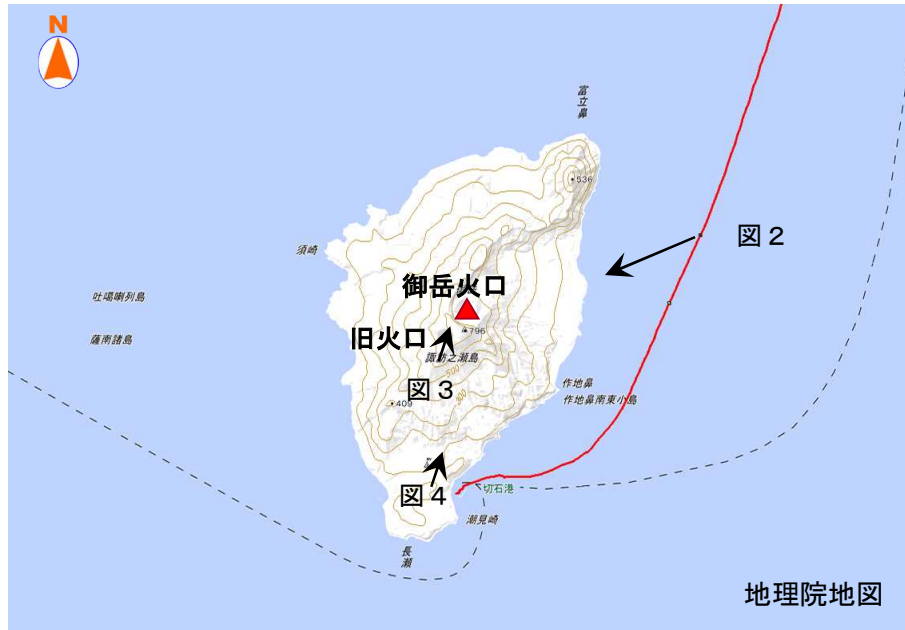 N
富立鼻
536
図２
須崎
御岳火口
吐噶喇列島
796
旧火口
薩南諸島
諏訪之瀬島
500
図３
300
409
作地鼻
作地鼻南東小島
図４
切石港
潮見崎
長瀬
地理院地図